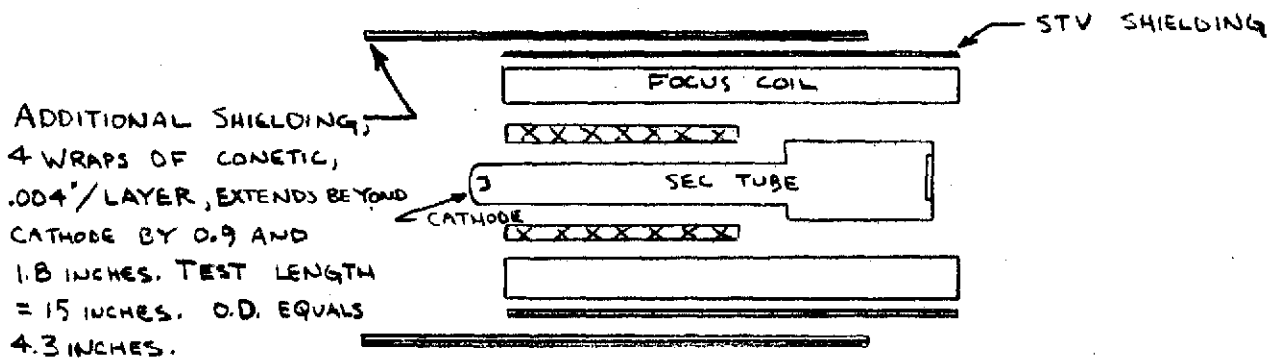 STV SHIELDING
FOCUS COIL
ADDITIONAL SHIELDING,
4 WRAPS OF CONETIC,
.004"/LAYER, EXTENDS BEYOND
CATHODE BY 0.9 AND
1.8 INCHES. TEST LENGTH
= 15 INCHES. O.D. EQUALS
4.3 INCHES.
SEC TUBE
CATHODE